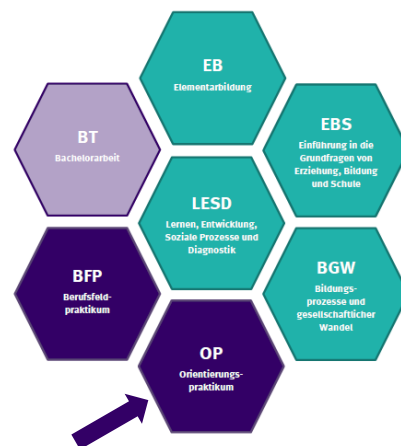 EB
Elementarbildung
EBS
Einführung in die
Grundfragen von
Erziehung, Bildung
und Schule
BT
Bachelorarbeit
LESD
Lernen, Entwicklung,
Soziale Prozesse und
Diagnostik
BGW
Bildungs-
prozesse und
gesellschaftlicher
Wandel
BFP
Berufsfeld-
praktikum
OP
Orientierungs-
praktikum